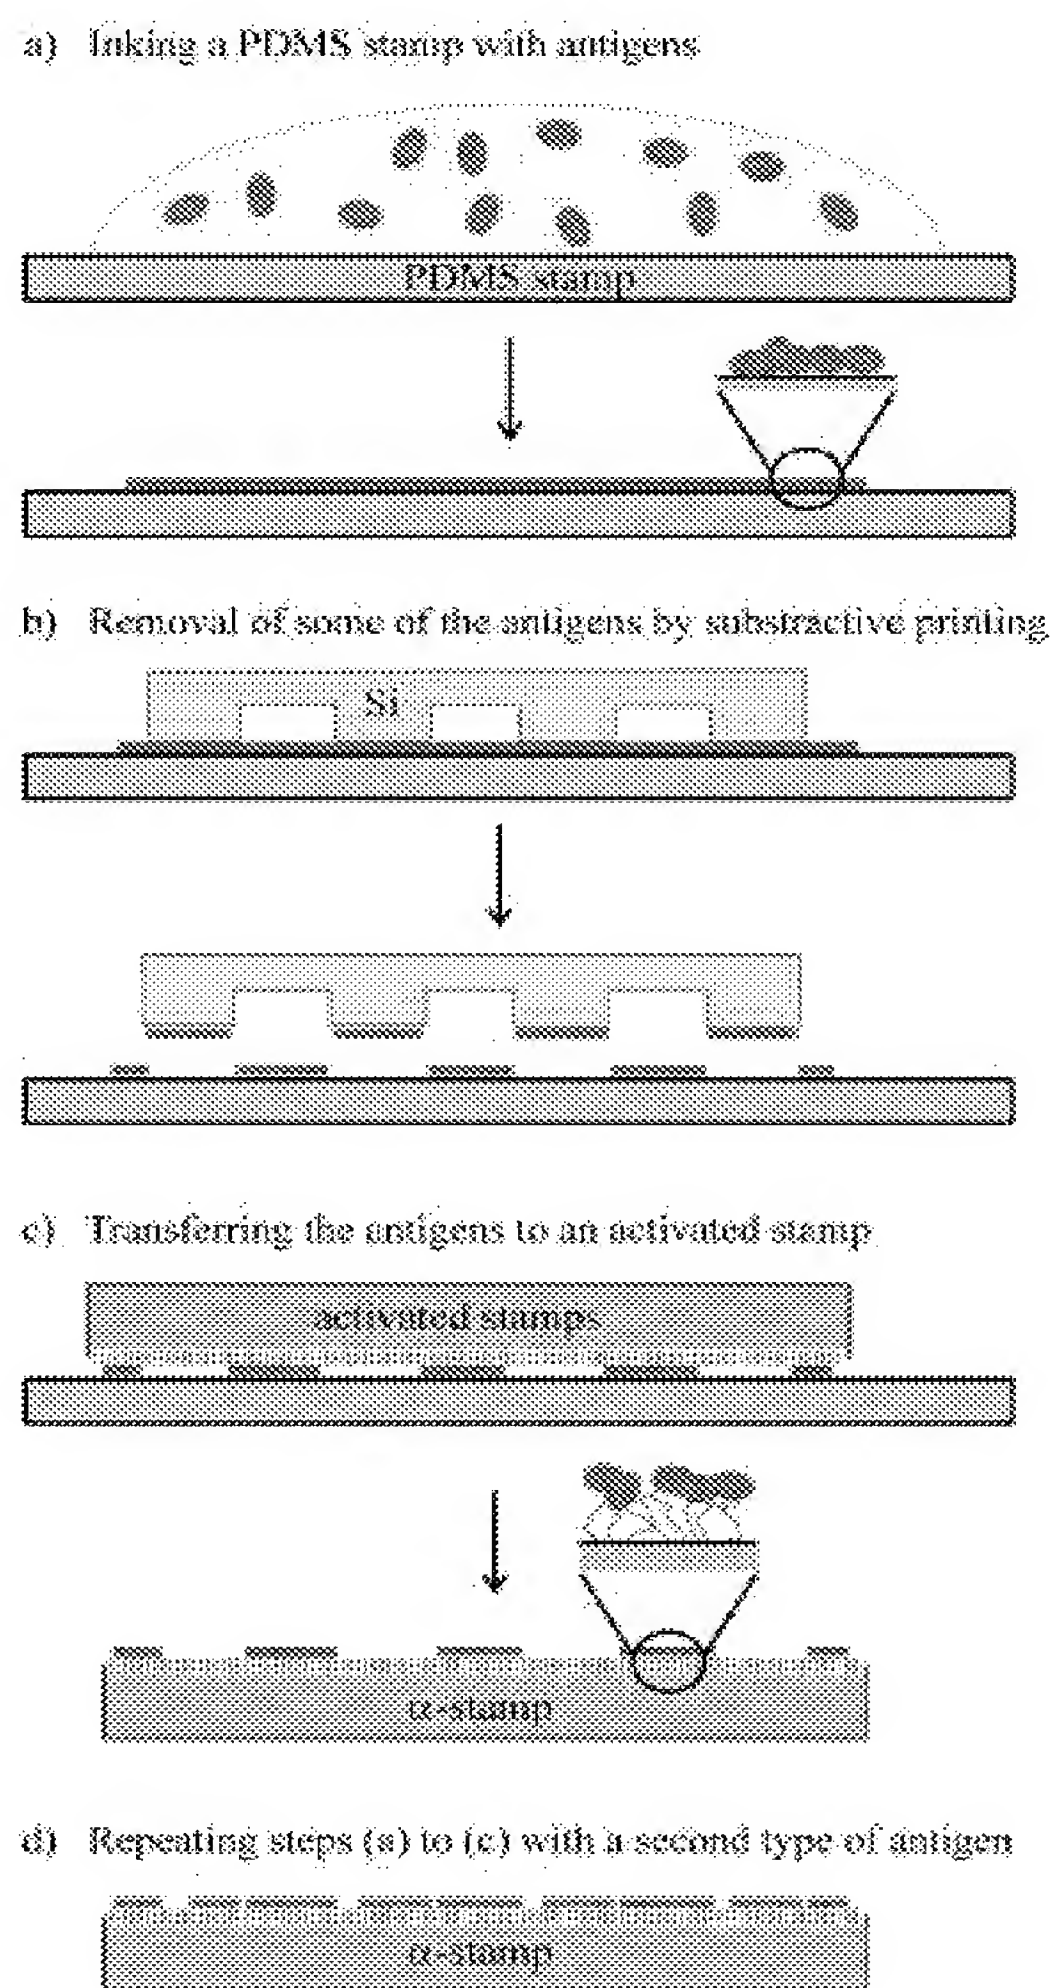 a) Inking a PDMS stamp with antigens
PDMS stamp
b) Removal of some of the antigens by substractive printing
Si
c) Transferring the antigens to an activated stamp
activated stamps
α-stamp
d) Repeating steps (a) to (c) with a second type of antigen
α-stamp